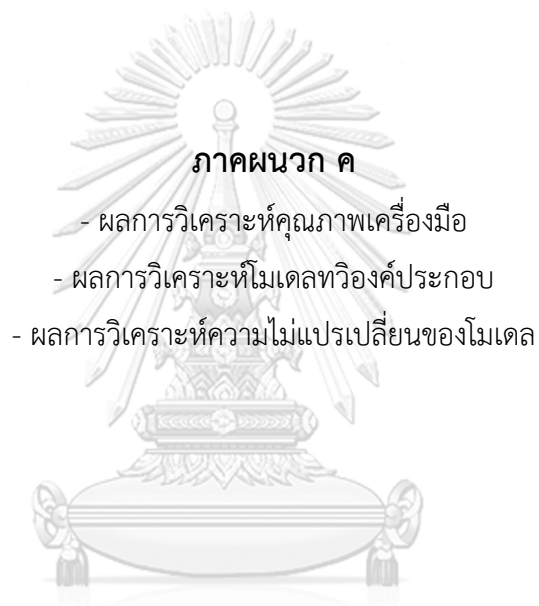 ภาคผนวก ค
- ผลการวิเคราะห์คุณภาพเครื่องมือ
- ผลการวิเคราะห์โมเดลทวิองค์ประกอบ
- ผลการวิเคราะห์ความไม่แปรเปลี่ยนของโมเดล